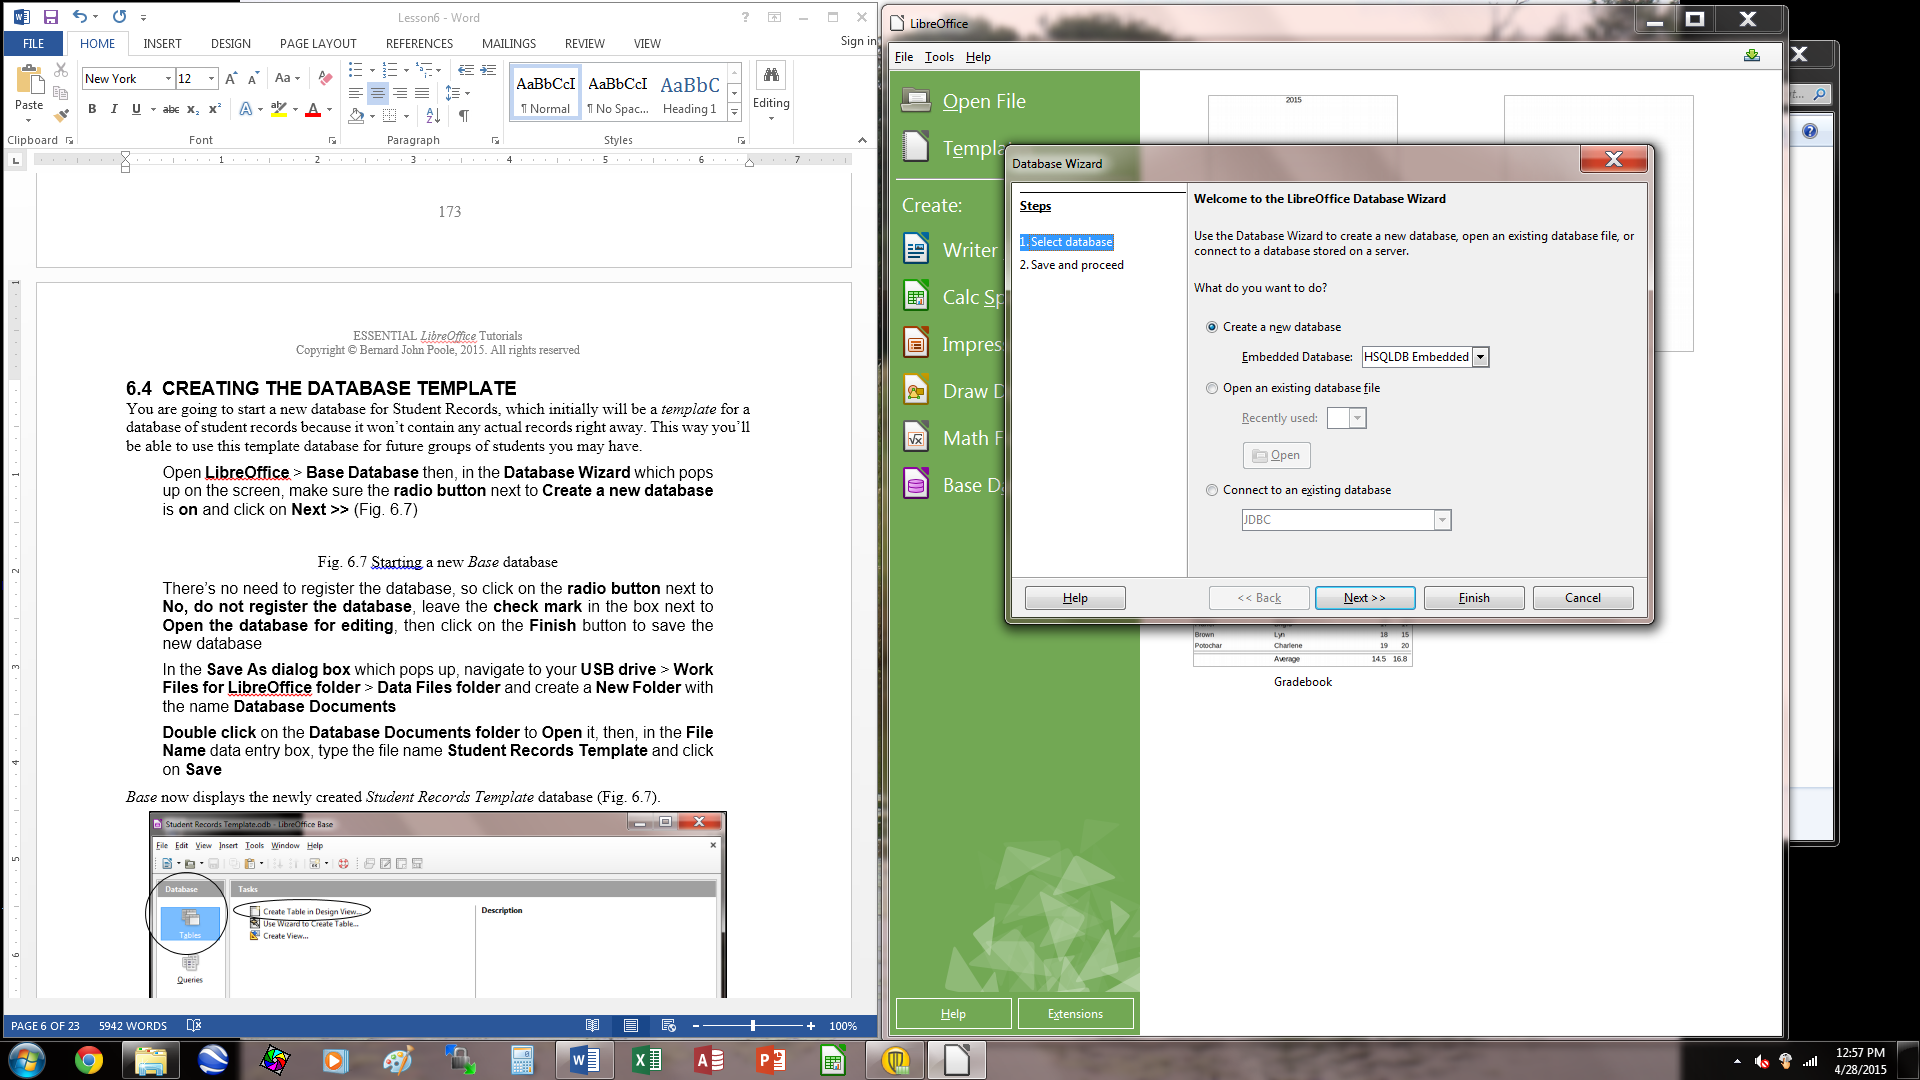 Lesson6 - Word
FILE HOME INSERT DESIGN PAGE LAYOUT REFERENCES MAILINGS REVIEW VIEW Sign in
New York 12
Paste
AaBbCcI AaBbCcI AaBbC
¶ Normal ¶ No Spac... Heading 1
Editing
Clipboard Font Paragraph Styles
1 2 3 4 5 6 7
173
ESSENTIAL LibreOffice Tutorials
Copyright © Bernard John Poole, 2015. All rights reserved
6.4 CREATING THE DATABASE TEMPLATE
You are going to start a new database for Student Records, which initially will be a template for a
database of student records because it won't contain any actual records right away. This way you'll
be able to use this template database for future groups of students you may have.
Open LibreOffice > Base Database then, in the Database Wizard which pops
up on the screen, make sure the radio button next to Create a new database
is on and click on Next >> (Fig. 6.7)
Fig. 6.7 Starting a new Base database
There's no need to register the database, so click on the radio button next to
No, do not register the database, leave the check mark in the box next to
Open the database for editing, then click on the Finish button to save the
new database
In the Save As dialog box which pops up, navigate to your USB drive > Work
Files for LibreOffice folder > Data Files folder and create a New Folder with
the name Database Documents
Double click on the Database Documents folder to Open it, then, in the File
Name data entry box, type the file name Student Records Template and click
on Save
Base now displays the newly created Student Records Template database (Fig. 6.7).
Student Records Template.odb - LibreOffice Base
File Edit View Insert Tools Window Help
Database Tasks
Tables
Queries
Create Table in Design View...
Use Wizard to Create Table...
Create View...
Description
PAGE 6 OF 23 5942 WORDS 100%
LibreOffice
File Tools Help
Open File
Templa
Create:
Writer
Calc Sp
Impres
Draw D
Math F
Base Da
Help Extensions
2015
Database Wizard
Steps
1. Select database
2. Save and proceed
Welcome to the LibreOffice Database Wizard
Use the Database Wizard to create a new database, open an existing database file, or
connect to a database stored on a server.
What do you want to do?
Create a new database
Embedded Database: HSQLDB Embedded
Open an existing database file
Recently used:
Open
Connect to an existing database
JDBC
Help << Back Next >> Finish Cancel
Brown Lyn 18 15
Potochar Charlene 19 20
Average 14.5 16.8
Gradebook
12:57 PM
4/28/2015